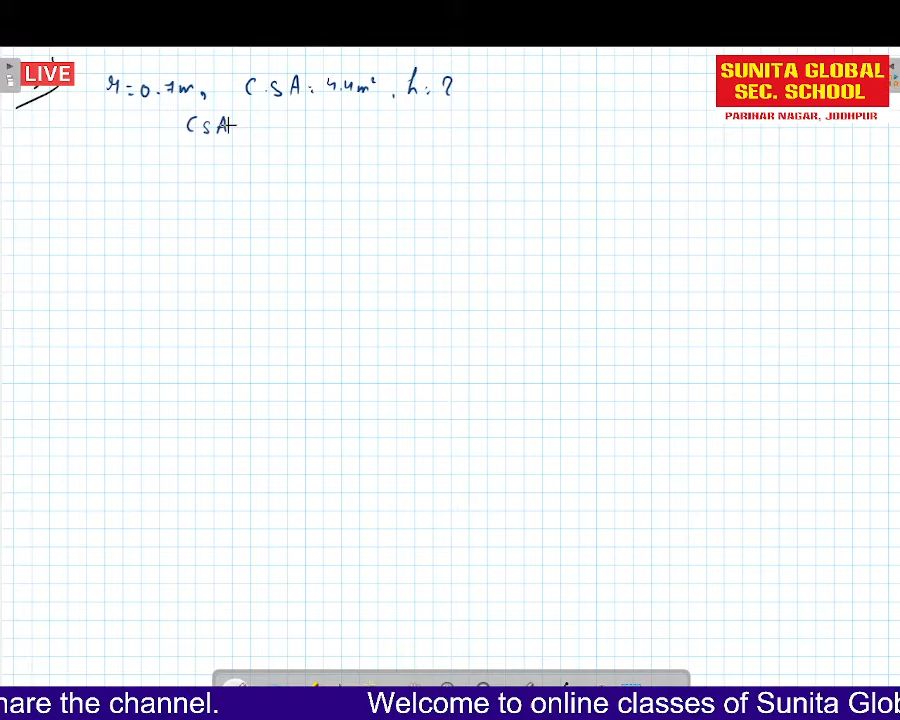 LIVE
r = 0.7m, C.S A : 4.4m², h : ?
SUNITA GLOBAL
SEC. SCHOOL
PARIHAR NAGAR, JODHPUR
C S A
hare the channel. Welcome to online classes of Sunita Glob